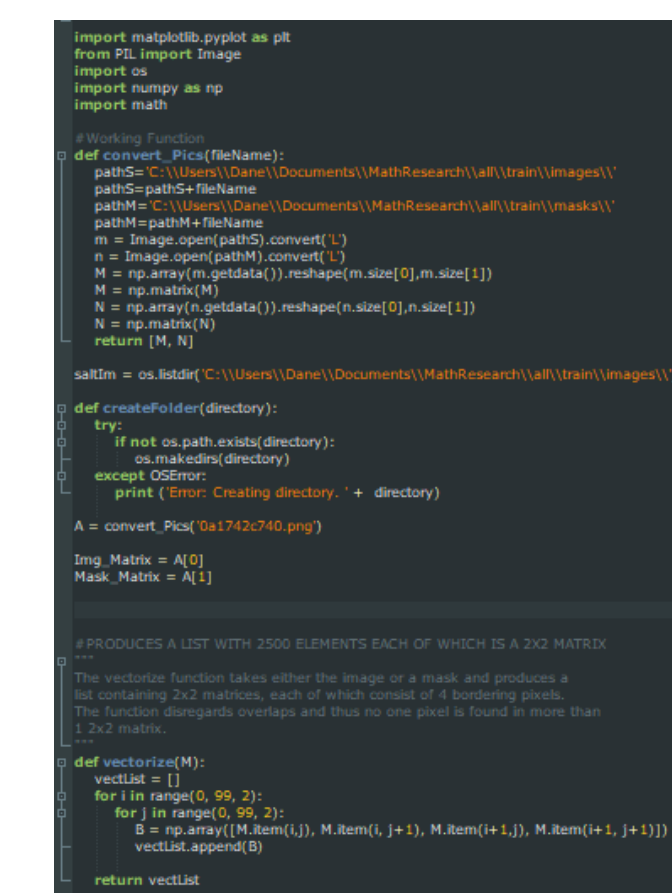 import matplotlib.pyplot as plt
from PIL import Image
import os
import numpy as np
import math
#Working Function
def convert_Pics(fileName):
pathS='C:\\Users\\Dane\\Documents\\MathResearch\\all\\train\\images\\'
pathS=pathS+fileName
pathM='C:\\Users\\Dane\\Documents\\MathResearch\\all\\train\\masks\\'
pathM=pathM+fileName
m = Image.open(pathS).convert('L')
n = Image.open(pathM).convert('L')
M = np.array(m.getdata()).reshape(m.size[0],m.size[1])
M = np.matrix(M)
N = np.array(n.getdata()).reshape(n.size[0],n.size[1])
N = np.matrix(N)
return [M, N]
saltIm = os.listdir('C:\\Users\\Dane\\Documents\\MathResearch\\all\\train\\images\\'
def createFolder(directory):
try:
if not os.path.exists(directory):
os.makedirs(directory)
except OSError:
print ('Error: Creating directory. ' + directory)
A = convert_Pics('0a1742c740.png')
Img_Matrix = A[0]
Mask_Matrix = A[1]
#PRODUCES A LIST WITH 2500 ELEMENTS EACH OF WHICH IS A 2X2 MATRIX
"""
The vectorize function takes either the image or a mask and produces a
list containing 2x2 matrices, each of which consist of 4 bordering pixels.
The function disregards overlaps and thus no one pixel is found in more than
1 2x2 matrix.
"""
def vectorize(M):
vectList = []
for i in range(0, 99, 2):
for j in range(0, 99, 2):
B = np.array([M.item(i,j), M.item(i, j+1), M.item(i+1,j), M.item(i+1, j+1)])
vectList.append(B)
return vectList